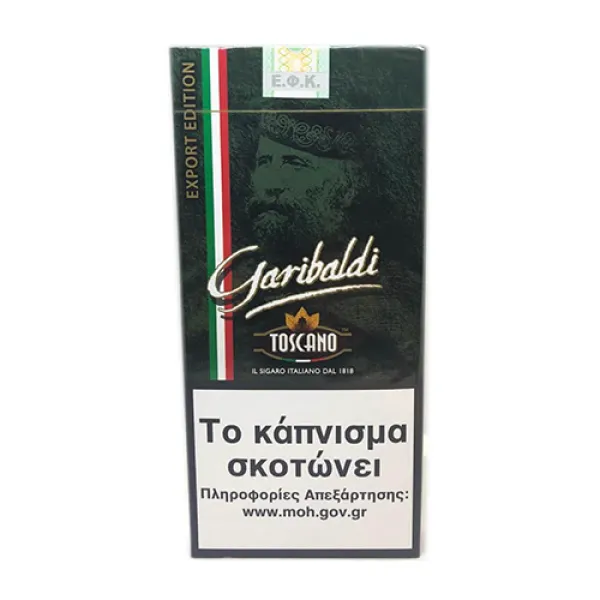 Ε.Φ.Κ.
EXPORT EDITION
Garibaldi
TOSCANO
IL SIGARO ITALIANO DAL 1818
Το κάπνισμα
σκοτώνει
Πληροφορίες Απεξάρτησης:
www.moh.gov.gr